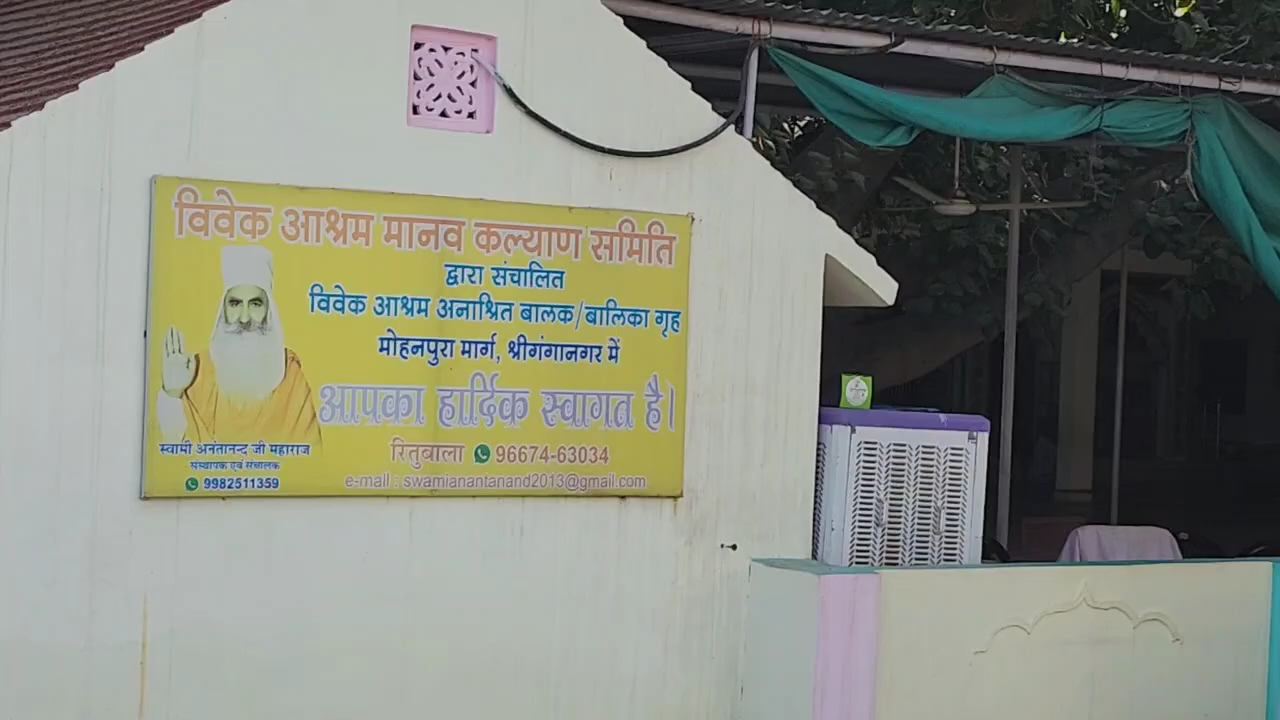 विवेक आश्रम मानव कल्याण समिति
द्वारा संचालित
विवेक आश्रम अनाश्रित बालक/बालिका गृह
मोहनपुरा मार्ग, श्रीगंगानगर में
आपका हार्दिक स्वागत है।
रितुबाला 96674-63034
e-mail : swamianantanand2013@gmail.com
स्वामी अनंतानन्द जी महाराज
संस्थापक एवं संचालक
9982511359